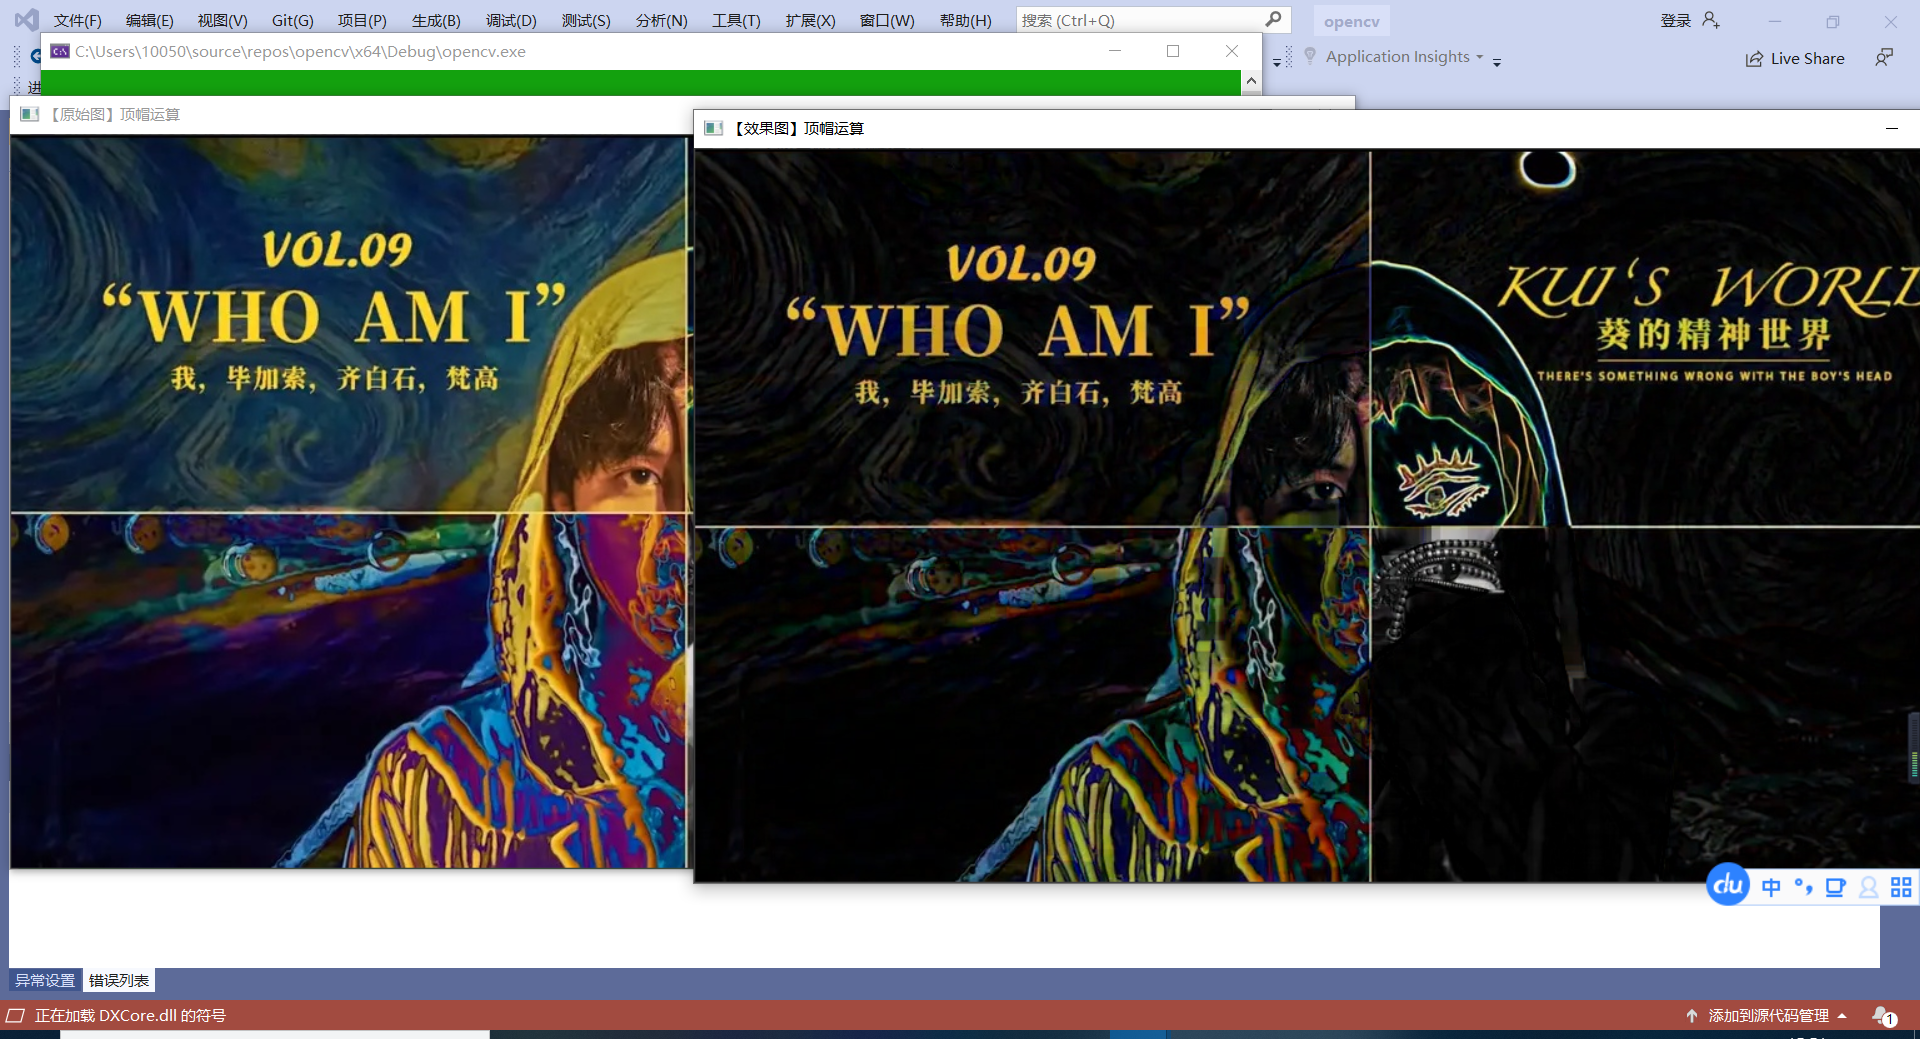 文件(F) 编辑(E) 视图(V) Git(G) 项目(P) 生成(B) 调试(D) 测试(S) 分析(N) 工具(T) 扩展(X) 窗口(W) 帮助(H) 搜索 (Ctrl+Q) opencv 登录
C:\Users\10050\source\repos\opencv\x64\Debug\opencv.exe
Application Insights Live Share
进
【原始图】顶帽运算
【效果图】顶帽运算
VOL.09
“WHO AM I”
我，毕加索，齐白石，梵高
VOL.09
“WHO AM I”
我，毕加索，齐白石，梵高
KUI‘S WORLD
葵的精神世界
THERE'S SOMETHING WRONG WITH THE BOY'S HEAD
du 中
异常设置 错误列表
正在加载 DXCore.dll 的符号 添加到源代码管理 1